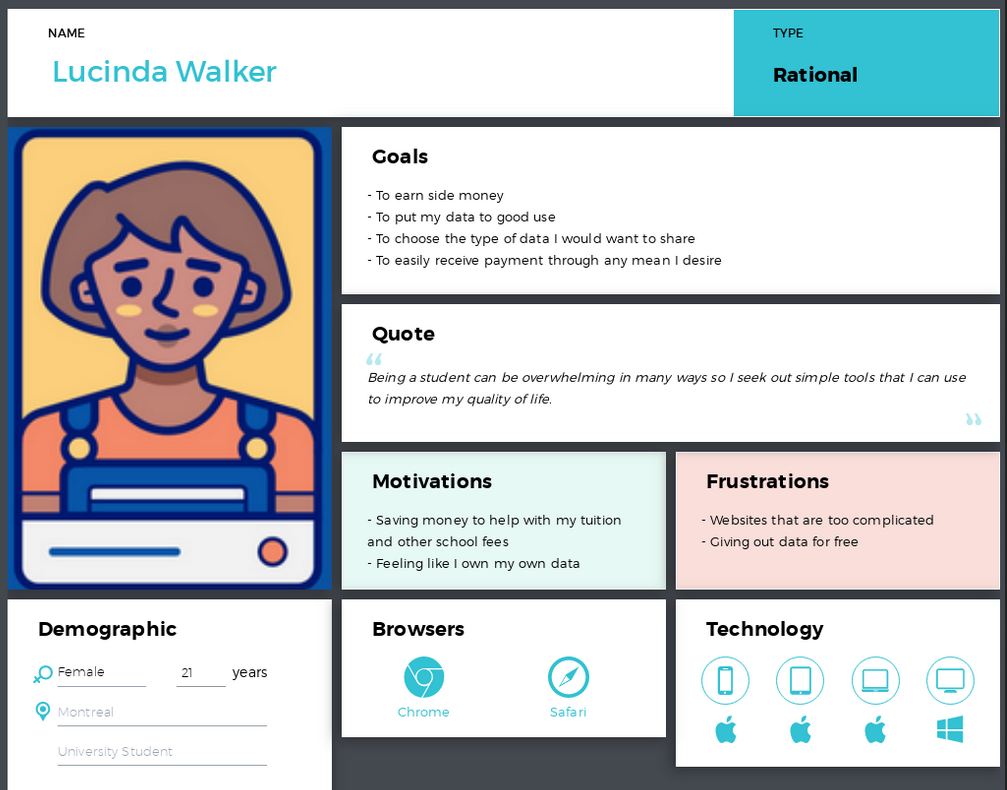 NAME
Lucinda Walker
TYPE
Rational
Goals
- To earn side money
- To put my data to good use
- To choose the type of data I would want to share
- To easily receive payment through any mean I desire
Quote
“
Being a student can be overwhelming in many ways so I seek out simple tools that I can use
to improve my quality of life.
”
Motivations
- Saving money to help with my tuition
and other school fees
- Feeling like I own my own data
Frustrations
- Websites that are too complicated
- Giving out data for free
Demographic
Female 21 years
Montreal
University Student
Browsers
Chrome Safari
Technology